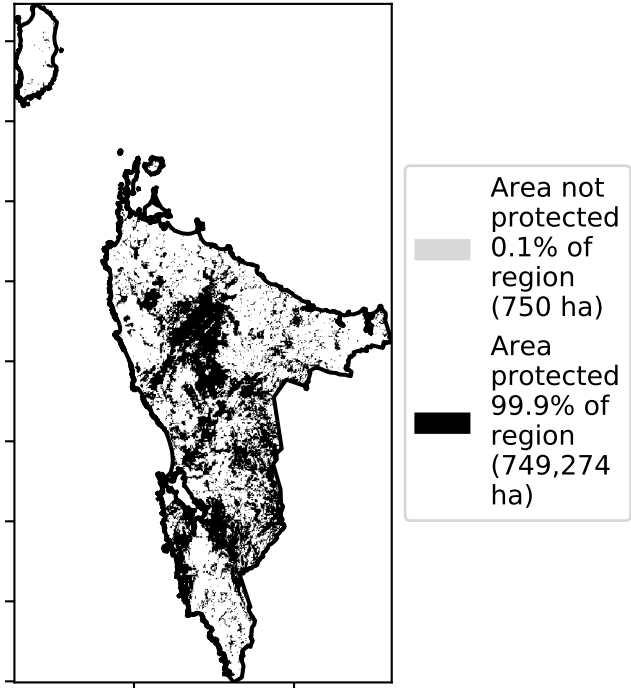 Area not
protected
0.1% of
region
(750 ha)
Area
protected
99.9% of
region
(749,274
ha)